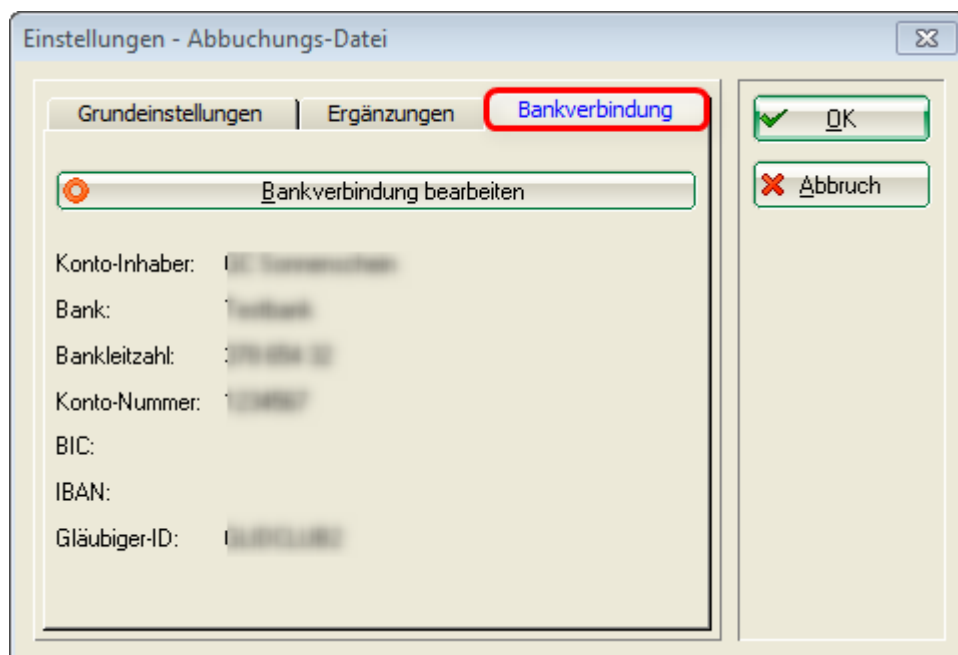 Einstellungen - Abbuchungs-Datei
Grundeinstellungen Ergänzungen Bankverbindung
Bankverbindung bearbeiten
OK
Abbruch
Konto-Inhaber:
Bank:
Bankleitzahl:
Konto-Nummer:
BIC:
IBAN:
Gläubiger-ID: